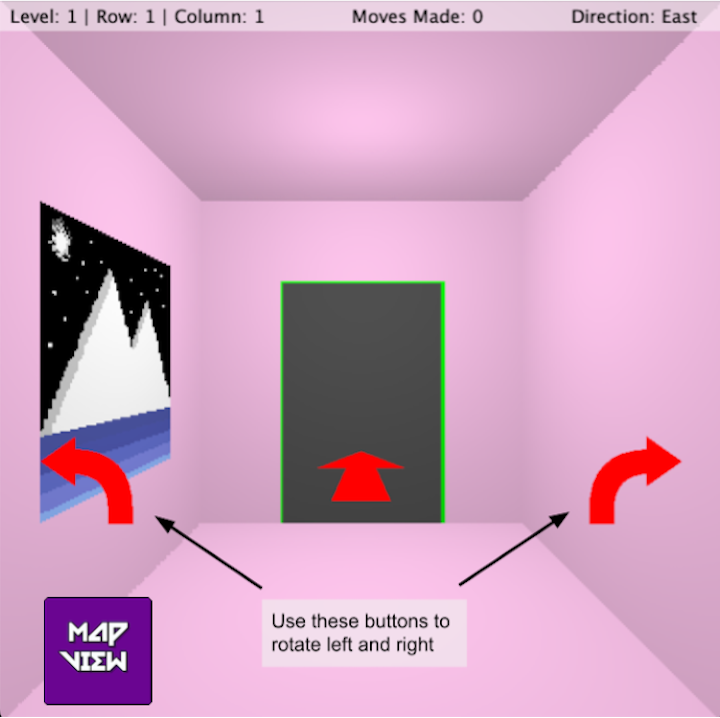 Level: 1 | Row: 1 | Column: 1 Moves Made: 0 Direction: East
Use these buttons to
rotate left and right
MAP
VIEW